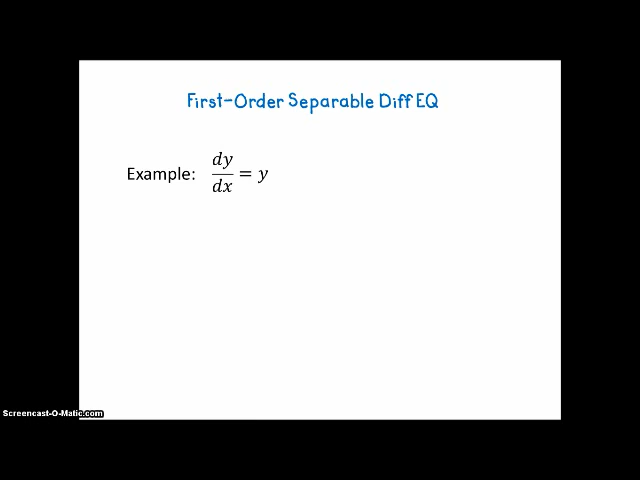 First-Order Separable Diff EQ
Example: dy/dx = y
Screencast-O-Matic.com